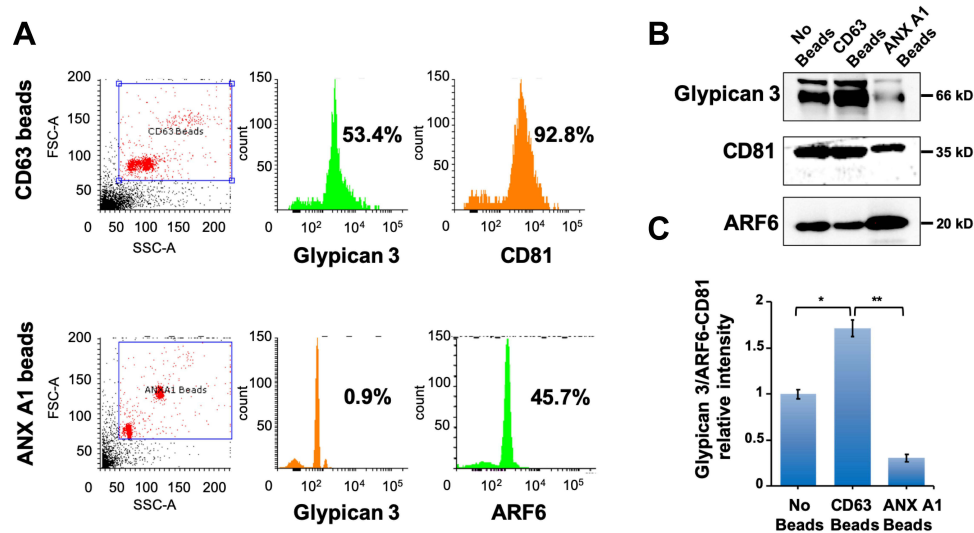 A
CD63 beads
FSC-A
200
150
100
50
CD63 Beads
50 100 150 200
SSC-A
count
150
100
50
53.4%
10² 10⁴ 10⁵
Glypican 3
count
150
100
50
92.8%
10² 10⁴ 10⁵
CD81
ANX A1 beads
FSC-A
200
150
100
50
ANXA1 Beads
0 50 100 150 200
SSC-A
count
150
100
50
0.9%
10² 10⁴ 10⁵
Glypican 3
count
150
100
50
45.7%
10² 10⁴ 10⁵
ARF6
B
No Beads
CD63 Beads
ANX A1 Beads
Glypican 3
66 kD
CD81
35 kD
ARF6
20 kD
C
Glypican 3/ARF6-CD81
relative intensity
2
1.5
1
0.5
0
*
**
No Beads
CD63 Beads
ANX A1 Beads